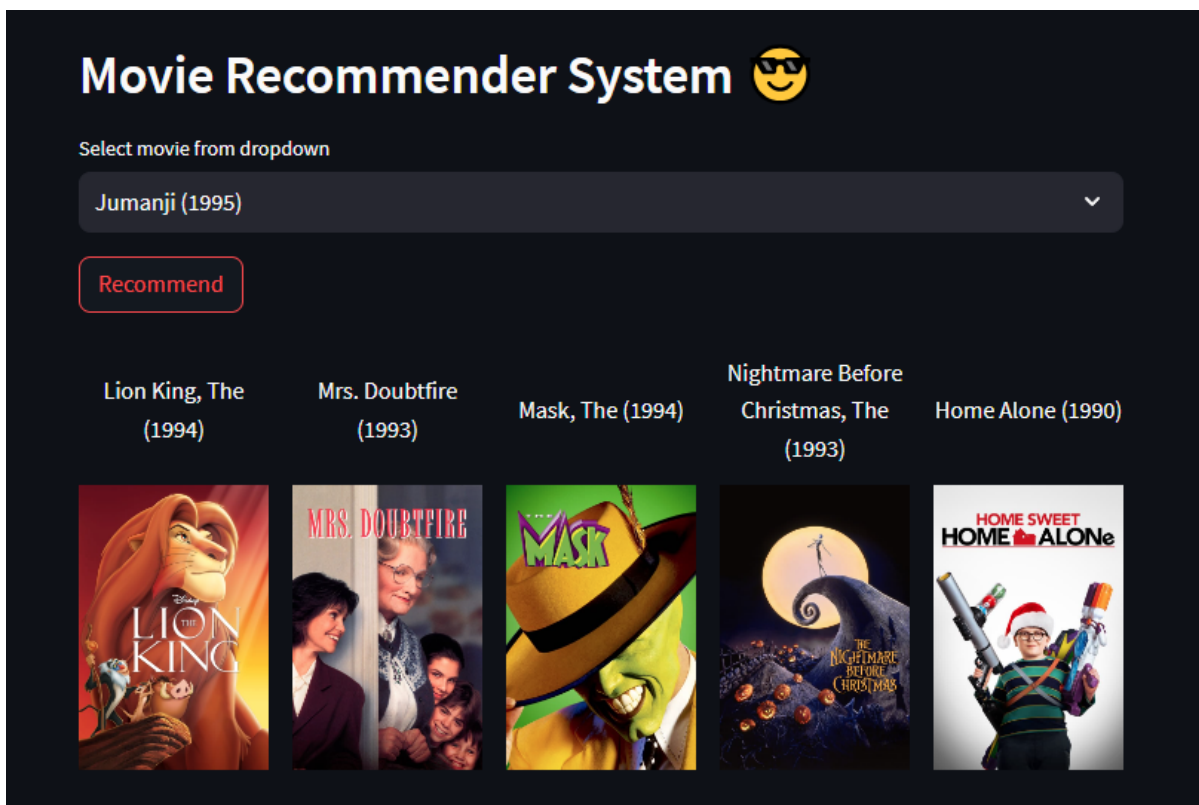 Movie Recommender System 😎
Select movie from dropdown
Jumanji (1995)
Recommend
Lion King, The
(1994)
Mrs. Doubtfire
(1993)
Mask, The (1994)
Nightmare Before
Christmas, The
(1993)
Home Alone (1990)
Disney
THE
LION
KING
MRS. DOUBTFIRE
THE
MASK
THE
NIGHTMARE
BEFORE
CHRISTMAS
HOME SWEET
HOME ALONe